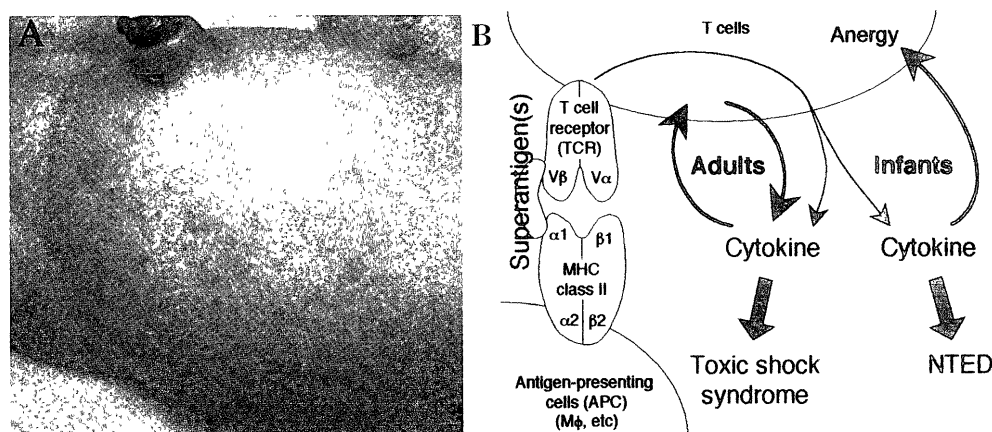 A
B
T cells
Anergy
Superantigen(s)
T cell
receptor
(TCR)
Vβ Vα
α1 β1
MHC
class II
α2 β2
Adults
Infants
Cytokine
Cytokine
Toxic shock
syndrome
NTED
Antigen-presenting
cells (APC)
(Mϕ, etc)